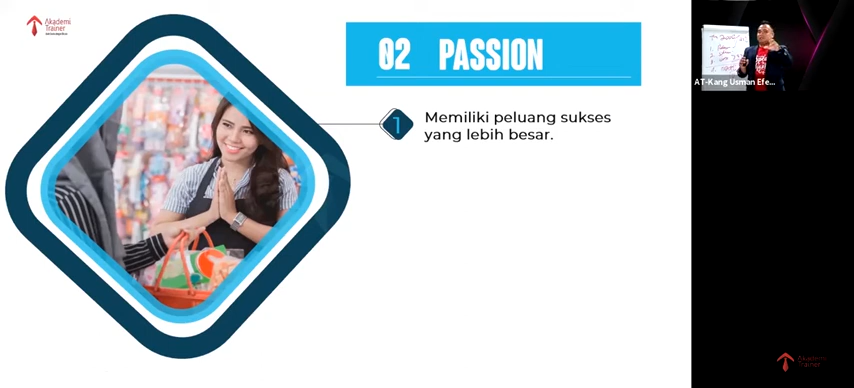 Akademi
Trainer
02 PASSION
1
Memiliki peluang sukses
yang lebih besar.
AT-Kang Usman Efe...
Akademi
Trainer